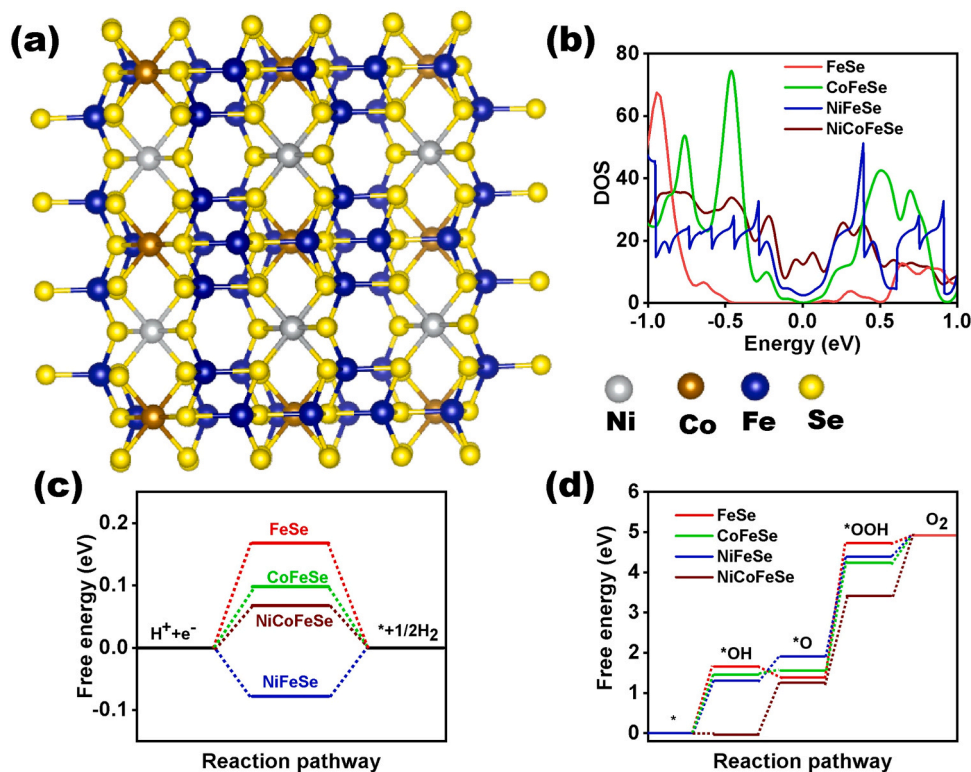 (a)
(b)
80
60
40
20
0
DOS
FeSe
CoFeSe
NiFeSe
NiCoFeSe
-1.0 -0.5 0.0 0.5 1.0
Energy (eV)
Ni Co Fe Se
(c)
0.2
0.1
0.0
-0.1
Free energy (eV)
FeSe
CoFeSe
NiCoFeSe
NiFeSe
H⁺+e⁻
*+1/2H₂
Reaction pathway
(d)
6
5
4
3
2
1
0
Free energy (eV)
FeSe
CoFeSe
NiFeSe
NiCoFeSe
*
*OH
*O
*OOH
O₂
Reaction pathway